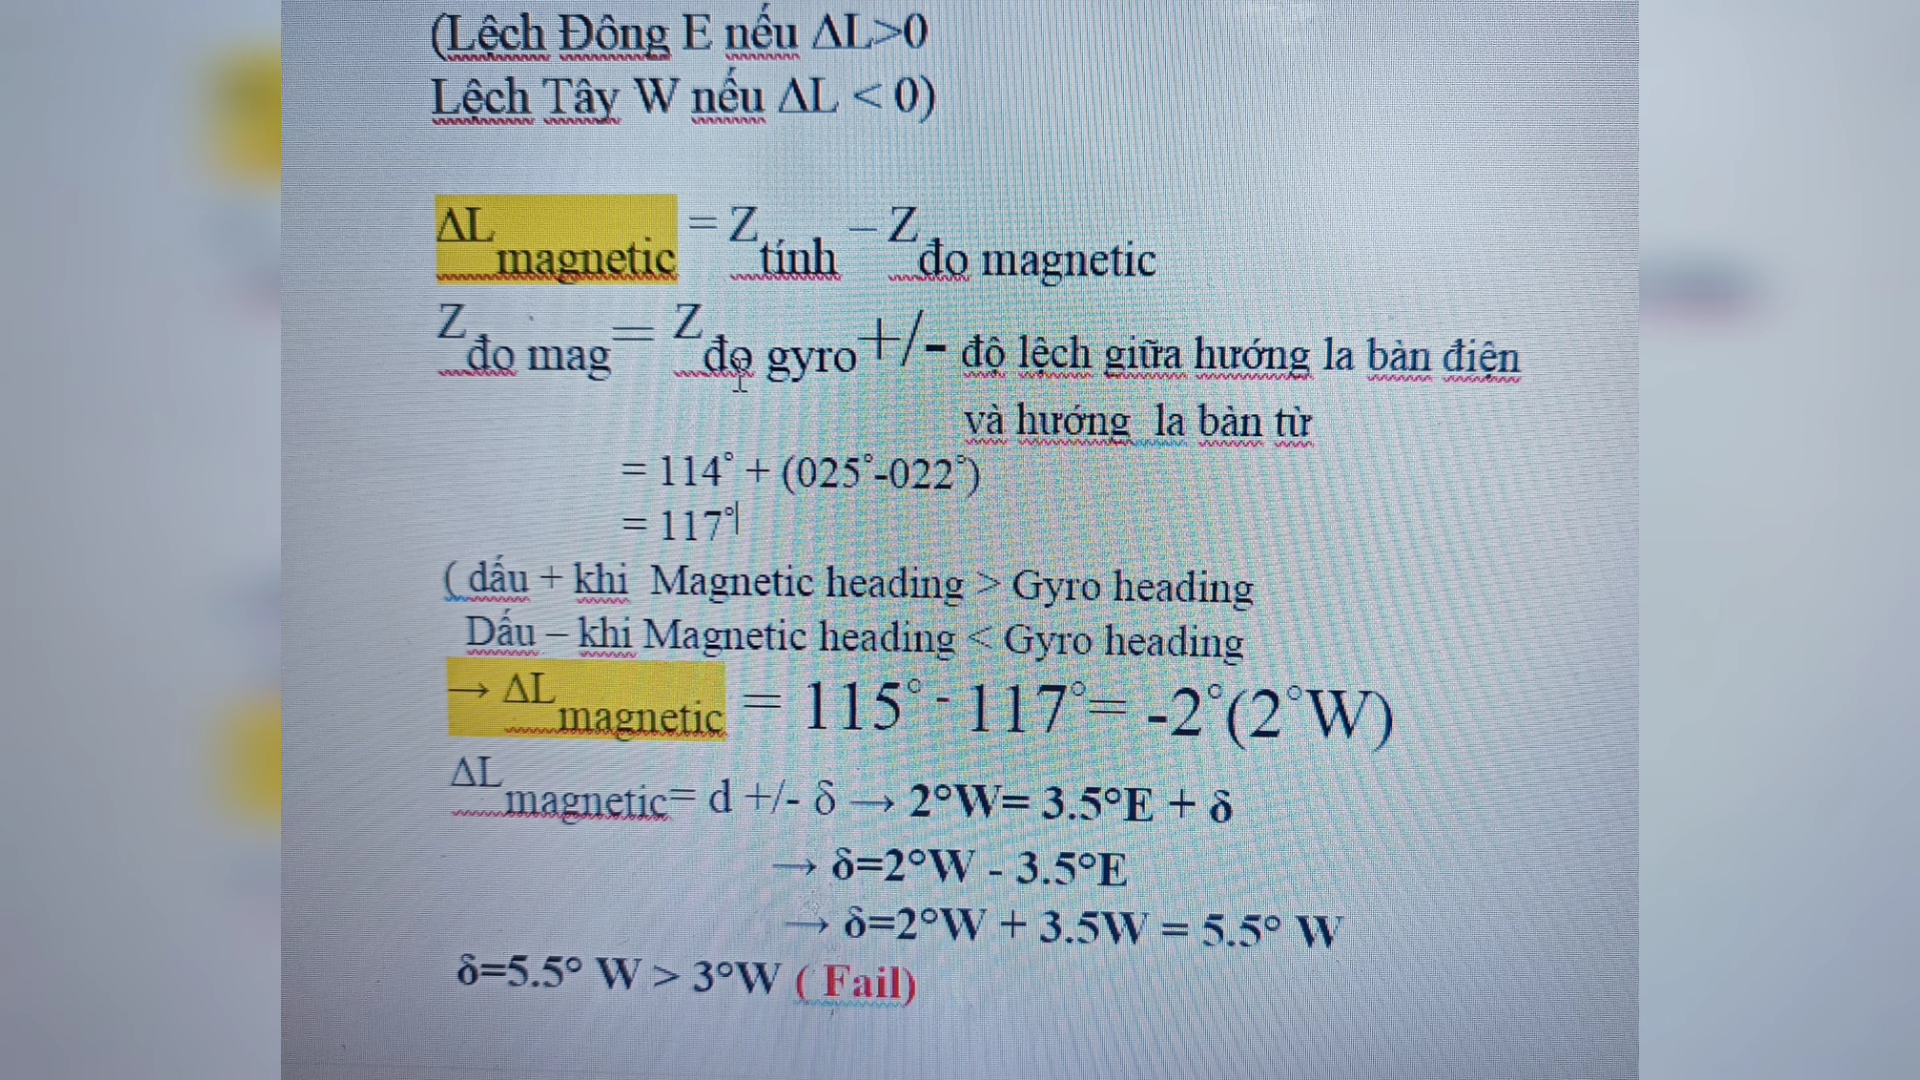 (Lệch Đông E nếu ΔL>0
Lệch Tây W nếu ΔL < 0)
ΔL magnetic = Z tính – Z đo magnetic
Z đo mag = Z đo gyro +/- độ lệch giữa hướng la bàn điện
và hướng la bàn từ
= 114° + (025°-022°)
= 117°
( dấu + khi Magnetic heading > Gyro heading
Dấu – khi Magnetic heading < Gyro heading
→ ΔL magnetic = 115° - 117°= -2°(2°W)
ΔL magnetic= d +/- δ → 2°W= 3.5°E + δ
→ δ=2°W - 3.5°E
→ δ=2°W + 3.5W = 5.5° W
δ=5.5° W > 3°W ( Fail)